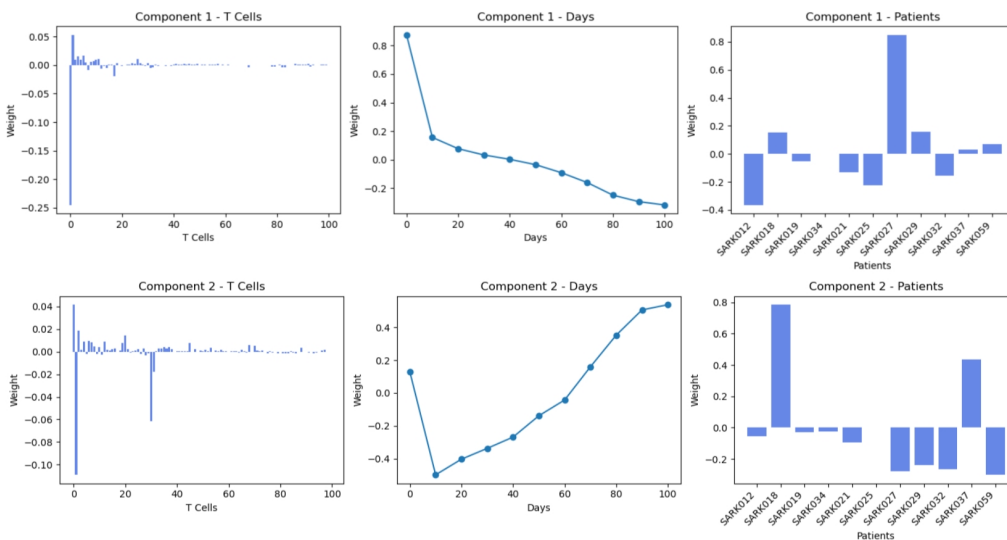 Component 1 - T Cells
Component 1 - Days
Component 1 - Patients
0.05
0.00
−0.05
−0.10
−0.15
−0.20
−0.25
Weight
0 20 40 60 80 100
T Cells
0.8
0.6
0.4
0.2
0.0
−0.2
Weight
0 20 40 60 80 100
Days
0.8
0.6
0.4
0.2
0.0
−0.2
−0.4
Weight
SARK012 SARK018 SARK019 SARK034 SARK021 SARK025 SARK027 SARK029 SARK032 SARK037 SARK059
Patients
Component 2 - T Cells
Component 2 - Days
Component 2 - Patients
0.04
0.02
0.00
−0.02
−0.04
−0.06
−0.08
−0.10
Weight
0 20 40 60 80 100
T Cells
0.4
0.2
0.0
−0.2
−0.4
Weight
0 20 40 60 80 100
Days
0.8
0.6
0.4
0.2
0.0
−0.2
Weight
SARK012 SARK018 SARK019 SARK034 SARK021 SARK025 SARK027 SARK029 SARK032 SARK037 SARK059
Patients